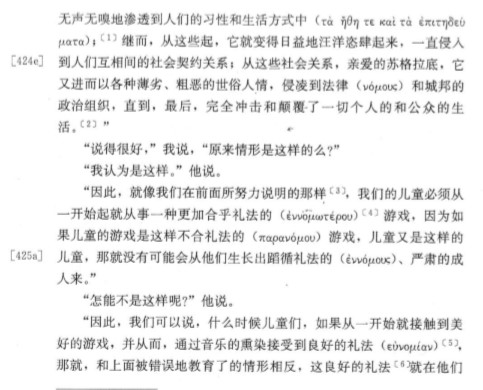 无声无嗅地渗透到人们的习性和生活方式中（τὰ ἤθη τε καὶ τὰ ἐπιτηδεύ
ματα）；〔1〕继而，从这些起，它就变得日益地汪洋恣肆起来，一直侵入
[424e] 到人们互相间的社会契约关系；从这些社会关系，亲爱的苏格拉底，它
又进而以各种薄劣、粗恶的世俗人情，侵凌到法律（νόμους）和城邦的
政治组织，直到，最后，完全冲击和颠覆了一切个人的和公众的生
活。〔2〕”
“说得很好，”我说，“原来情形是这样的么？”
“我认为是这样。”他说。
“因此，就像我们在前面所努力说明的那样〔3〕，我们的儿童必须从
一开始起就从事一种更加合乎礼法的（ἐννομωτέρου）〔4〕游戏，因为如
果儿童的游戏是这样不合礼法的（παρανόμου）游戏，儿童又是这样的
[425a] 儿童，那就没有可能会从他们生长出蹈循礼法的（ἐννόμους）、严肃的成
人来。”
“怎能不是这样呢？”他说。
“因此，我们可以说，什么时候儿童们，如果从一开始就接触到美
好的游戏，并从而，通过音乐的熏染接受到良好的礼法（εὐνομίαν）〔5〕，
那就，和上面被错误地教育了的情形相反，这良好的礼法〔6〕就在他们